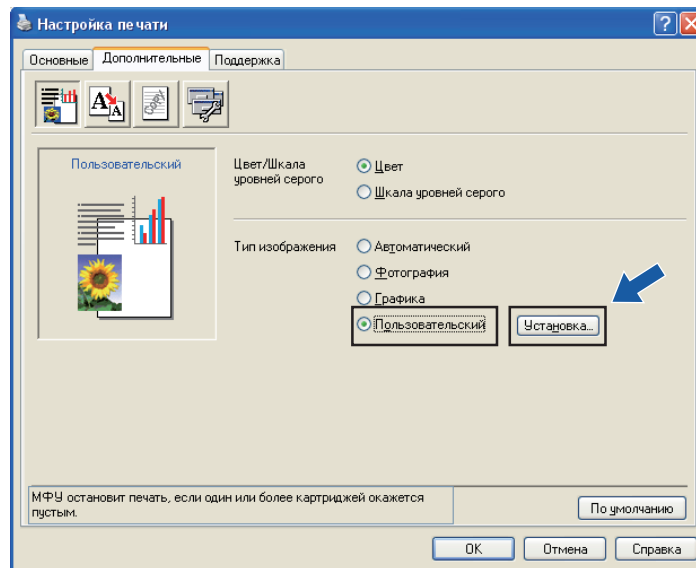 Настройка печати
Основные Дополнительные Поддержка
Пользовательский
Цвет/Шкала
уровней серого
Цвет
Шкала уровней серого
Тип изображения
Автоматический
Фотография
Графика
Пользовательский
Установка...
МФУ остановит печать, если один или более картриджей окажется
пустым.
По умолчанию
OK Отмена Справка